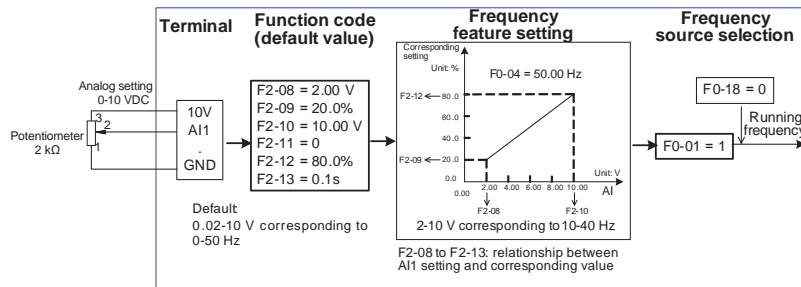 Terminal
Function code
(default value)
Frequency
feature setting
Frequency
source selection
Analog setting
0-10 VDC
Potentiometer
2 kΩ
3
2
1
10V
AI1
.
GND
F2-08 = 2.00 V
F2-09 = 20.0%
F2-10 = 10.00 V
F2-11 = 0
F2-12 = 80.0%
F2-13 = 0.1s
Default:
0.02-10 V corresponding to
0-50 Hz
Corresponding
setting
Unit: %
F0-04 = 50.00 Hz
F2-12
80.0
60.0
40.0
F2-09
20.0
0.0
0.00
2.00
4.00
6.00
8.00
10.00
Unit: V
AI
F2-08
F2-10
2-10 V corresponding to 10-40 Hz
F2-08 to F2-13: relationship between
AI1 setting and corresponding value
F0-18 = 0
Running
frequency
F0-01 = 1